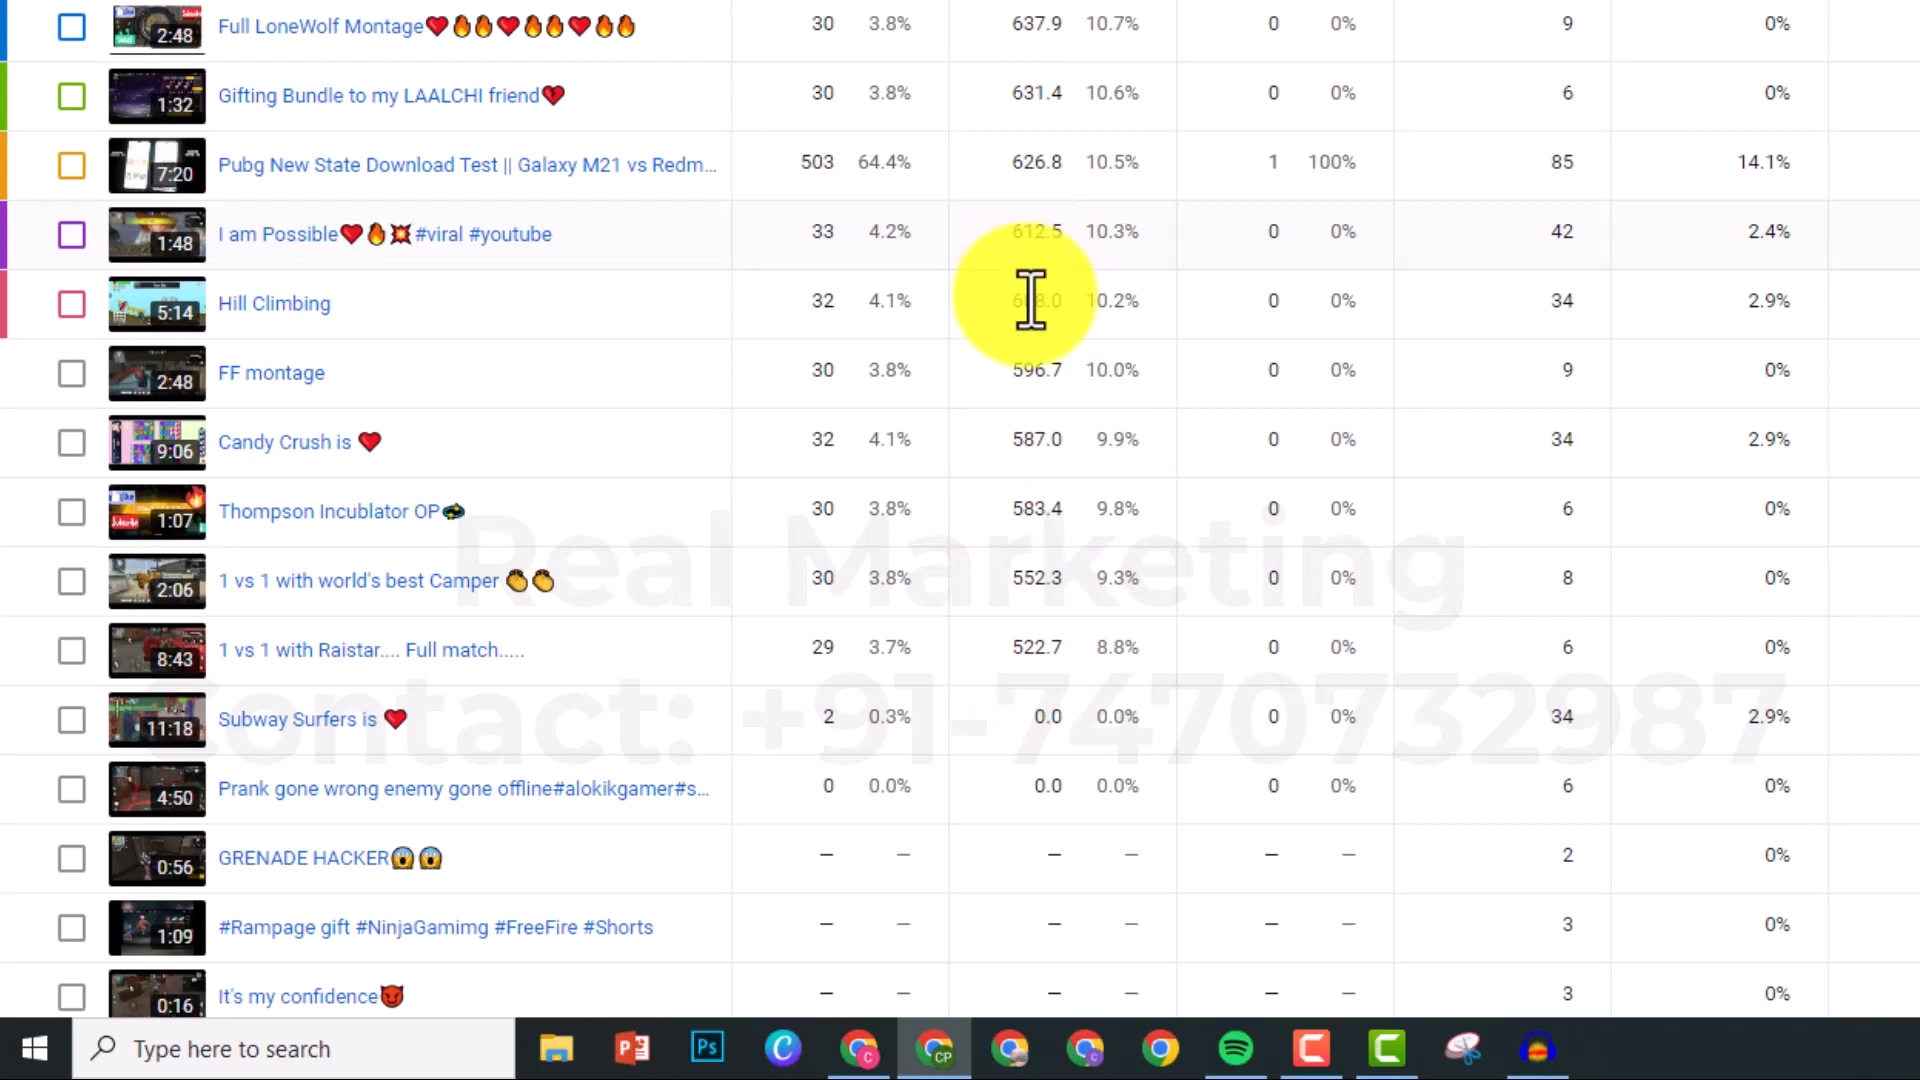 2:48 Full LoneWolf Montage❤️🔥🔥❤️🔥🔥❤️🔥🔥 30 3.8% 637.9 10.7% 0 0% 9 0%
1:32 Gifting Bundle to my LAALCHI friend💔 30 3.8% 631.4 10.6% 0 0% 6 0%
7:20 Pubg New State Download Test || Galaxy M21 vs Redm... 503 64.4% 626.8 10.5% 1 100% 85 14.1%
1:48 I am Possible❤️🔥💥#viral #youtube 33 4.2% 612.5 10.3% 0 0% 42 2.4%
5:14 Hill Climbing 32 4.1% 10.2% 0 0% 34 2.9%
2:48 FF montage 30 3.8% 596.7 10.0% 0 0% 9 0%
9:06 Candy Crush is ❤️ 32 4.1% 587.0 9.9% 0 0% 34 2.9%
1:07 Thompson Incublator OP 30 3.8% 583.4 9.8% 0 0% 6 0%
Real Marketing
2:06 1 vs 1 with world's best Camper 👏👏 30 3.8% 552.3 9.3% 0 0% 8 0%
8:43 1 vs 1 with Raistar.... Full match..... 29 3.7% 522.7 8.8% 0 0% 6 0%
Contact: +91-7470732987
11:18 Subway Surfers is ❤️ 2 0.3% 0.0 0.0% 0 0% 34 2.9%
4:50 Prank gone wrong enemy gone offline#alokikgamer#s... 0 0.0% 0.0 0.0% 0 0% 6 0%
0:56 GRENADE HACKER😱😱 – – – – – – 2 0%
1:09 #Rampage gift #NinjaGamimg #FreeFire #Shorts – – – – – – 3 0%
0:16 It's my confidence😈 – – – – – – 3 0%
Type here to search